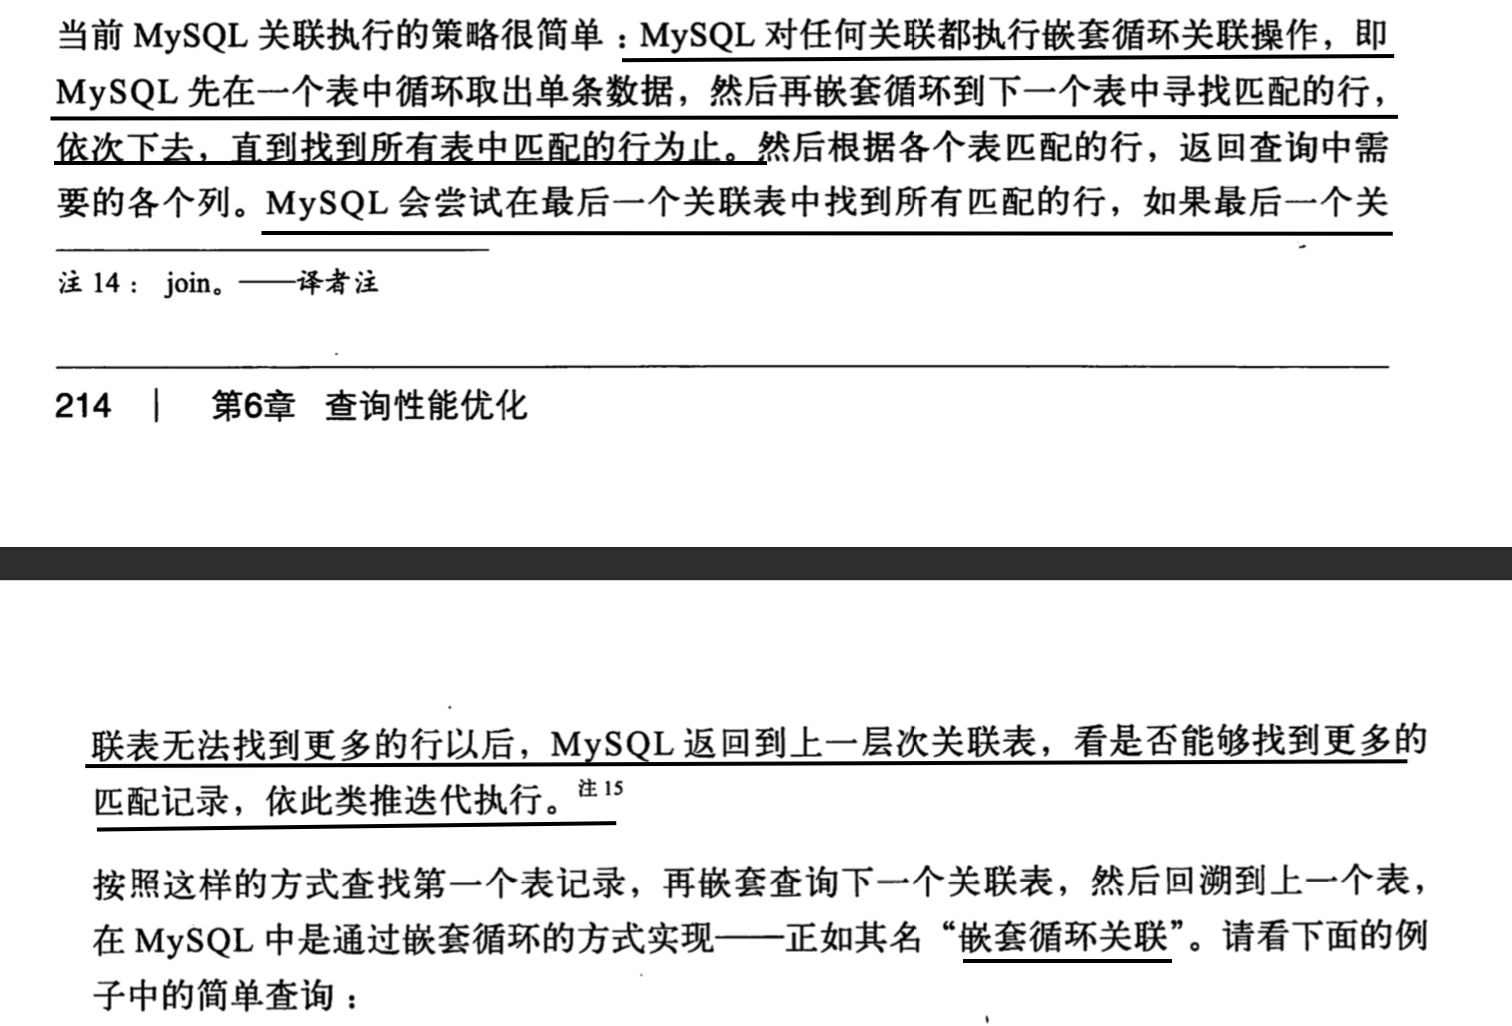 当前 MySQL 关联执行的策略很简单：MySQL 对任何关联都执行嵌套循环关联操作，即
MySQL 先在一个表中循环取出单条数据，然后再嵌套循环到下一个表中寻找匹配的行，
依次下去，直到找到所有表中匹配的行为止。然后根据各个表匹配的行，返回查询中需
要的各个列。MySQL 会尝试在最后一个关联表中找到所有匹配的行，如果最后一个关
注 14： join。——译者注
214 | 第6章 查询性能优化
联表无法找到更多的行以后，MySQL 返回到上一层次关联表，看是否能够找到更多的
匹配记录，依此类推迭代执行。注 15
按照这样的方式查找第一个表记录，再嵌套查询下一个关联表，然后回溯到上一个表，
在 MySQL 中是通过嵌套循环的方式实现——正如其名“嵌套循环关联”。请看下面的例
子中的简单查询：